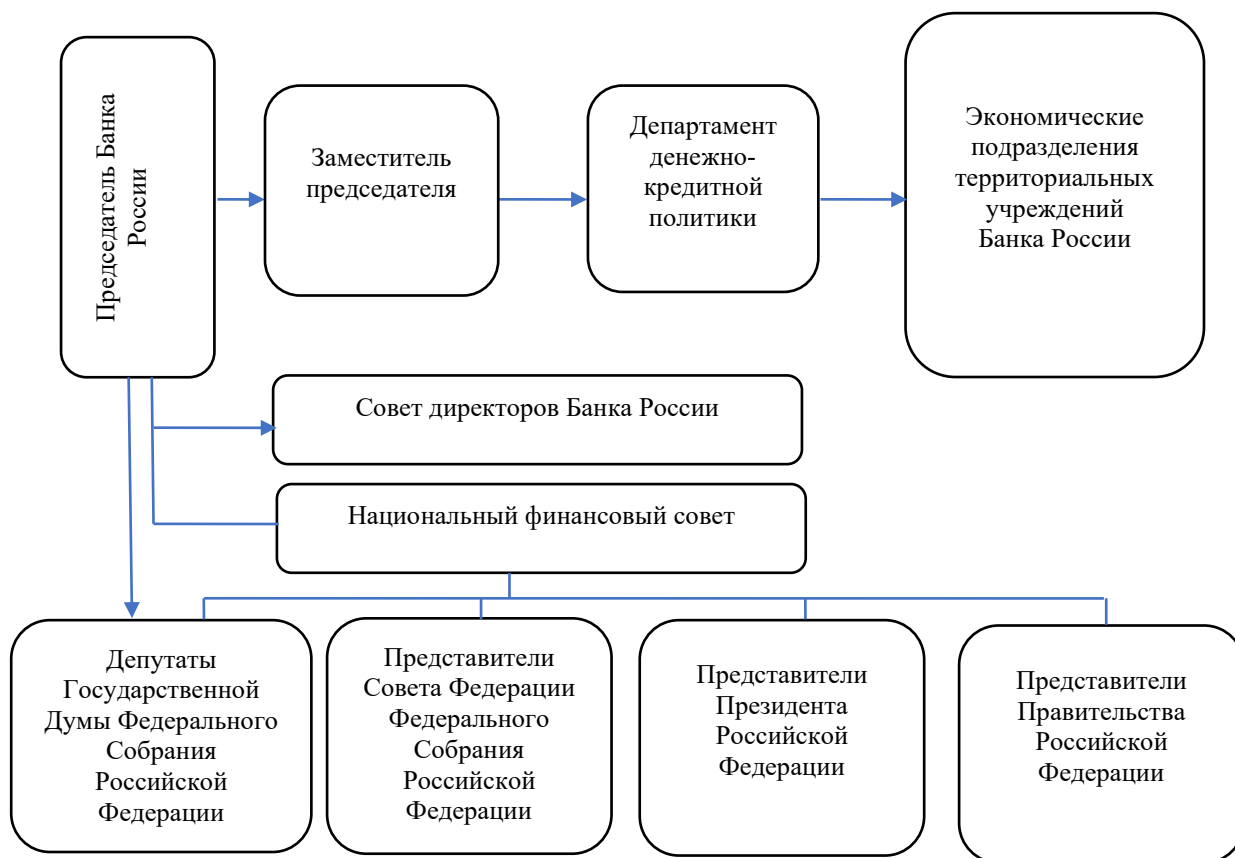 Председатель Банка
России
Заместитель
председателя
Департамент
денежно-
кредитной
политики
Экономические
подразделения
территориальных
учреждений
Банка России
Совет директоров Банка России
Национальный финансовый совет
Депутаты
Государственной
Думы Федерального
Собрания
Российской
Федерации
Представители
Совета Федерации
Федерального
Собрания
Российской
Федерации
Представители
Президента
Российской
Федерации
Представители
Правительства
Российской
Федерации